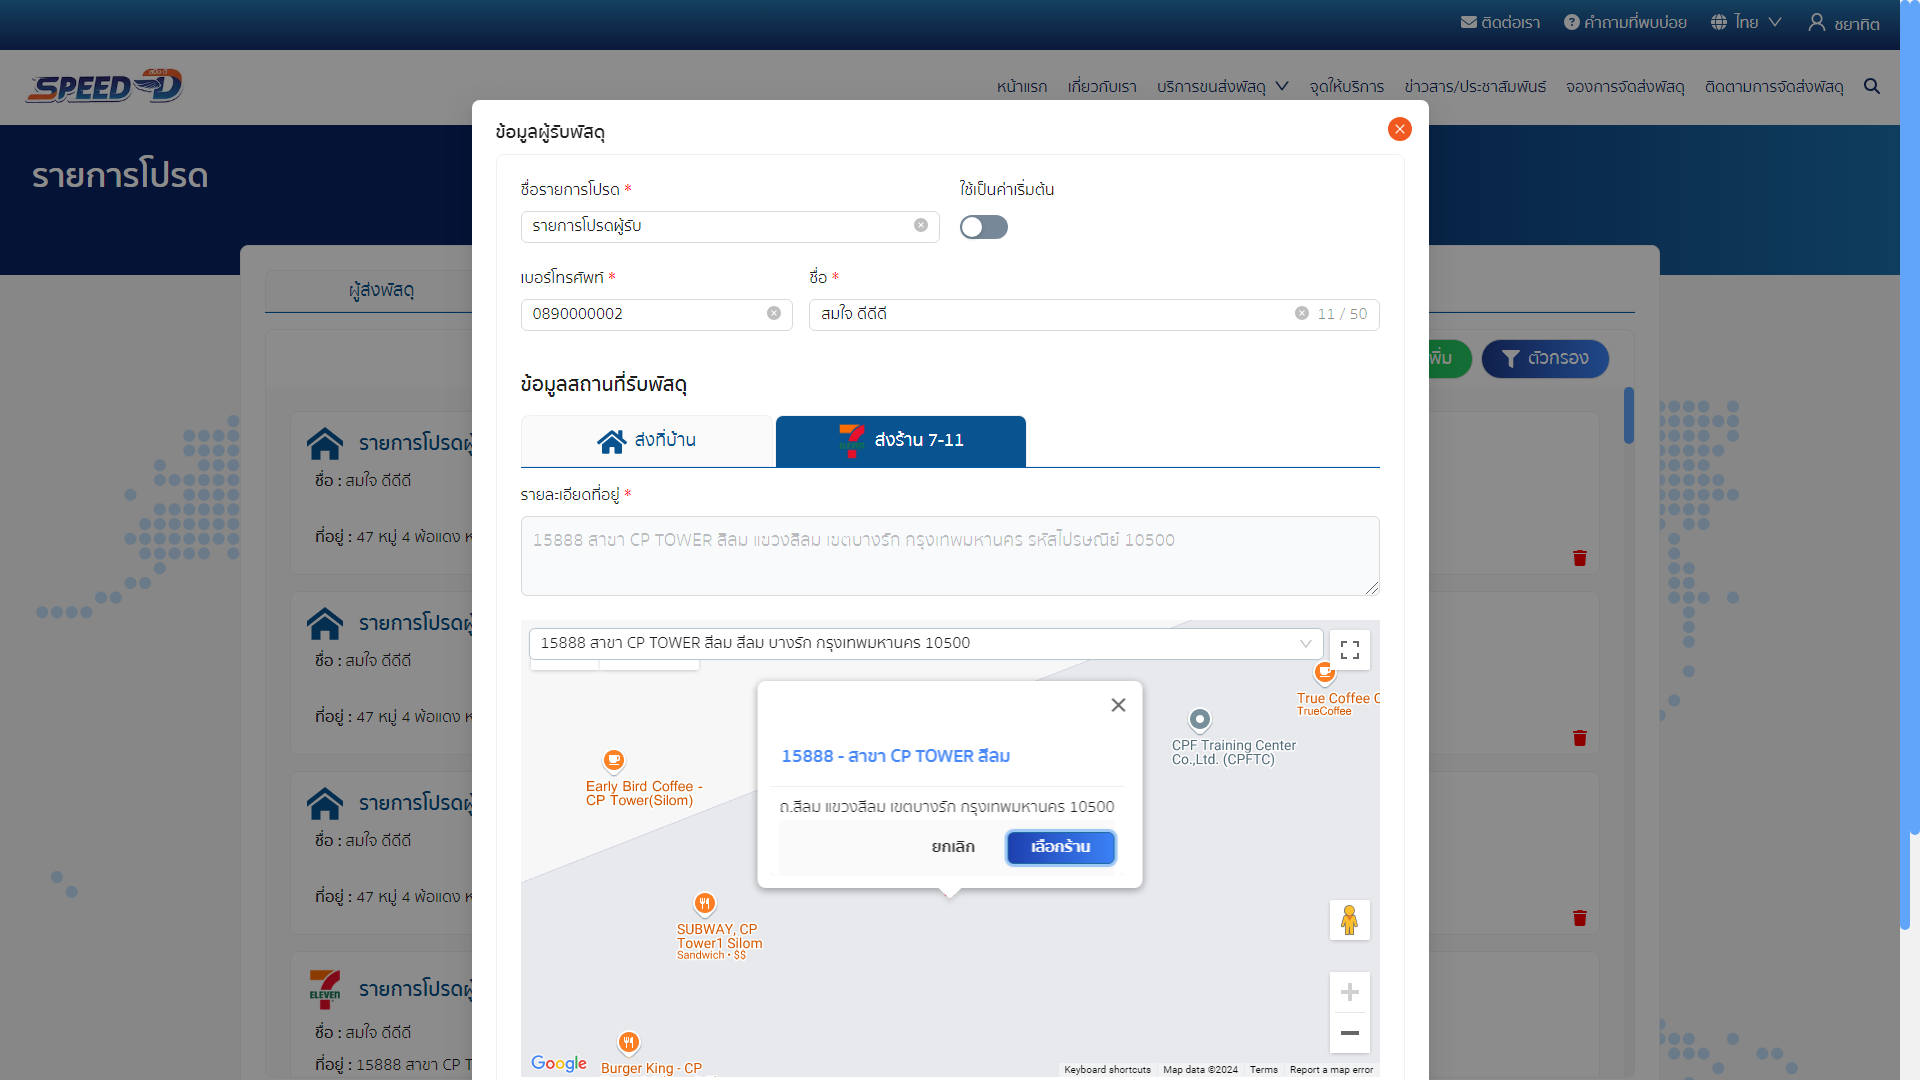 ติดต่อเรา
คำถามที่พบบ่อย
ไทย
ชยาทิต
SPEED-D
หน้าแรก
เกี่ยวกับเรา
บริการขนส่งพัสดุ
จุดให้บริการ
ข่าวสาร/ประชาสัมพันธ์
จองการจัดส่งพัสดุ
ติดตามการจัดส่งพัสดุ
รายการโปรด
ผู้ส่งพัสดุ
ตัวกรอง
รายการโปรดผู้
ชื่อ : สมใจ ดีดีดี
ที่อยู่ : 47 หมู่ 4 พ้อแดง ห
รายการโปรดผู้
ชื่อ : สมใจ ดีดีดี
ที่อยู่ : 47 หมู่ 4 พ้อแดง ห
รายการโปรดผู้
ชื่อ : สมใจ ดีดีดี
ที่อยู่ : 47 หมู่ 4 พ้อแดง ห
ELEVEN
รายการโปรดผู้
ชื่อ : สมใจ ดีดีดี
ที่อยู่ : 15888 สาขา CP T
ข้อมูลผู้รับพัสดุ
ชื่อรายการโปรด *
ใช้เป็นค่าเริ่มต้น
รายการโปรดผู้รับ
เบอร์โทรศัพท์ *
ชื่อ *
0890000002
สมใจ ดีดีดี
11 / 50
ข้อมูลสถานที่รับพัสดุ
ส่งที่บ้าน
ส่งร้าน 7-11
รายละเอียดที่อยู่ *
15888 สาขา CP TOWER สีลม แขวงสีลม เขตบางรัก กรุงเทพมหานคร รหัสไปรษณีย์ 10500
15888 สาขา CP TOWER สีลม สีลม บางรัก กรุงเทพมหานคร 10500
True Coffee C
TrueCoffee
CPF Training Center
Co.,Ltd. (CPFTC)
Early Bird Coffee -
CP Tower(Silom)
15888 - สาขา CP TOWER สีลม
ถ.สีลม แขวงสีลม เขตบางรัก กรุงเทพมหานคร 10500
ยกเลิก
เลือกร้าน
SUBWAY, CP
Tower1 Silom
Sandwich • $$
Burger King - CP
Google
Keyboard shortcuts
Map data ©2024
Terms
Report a map error